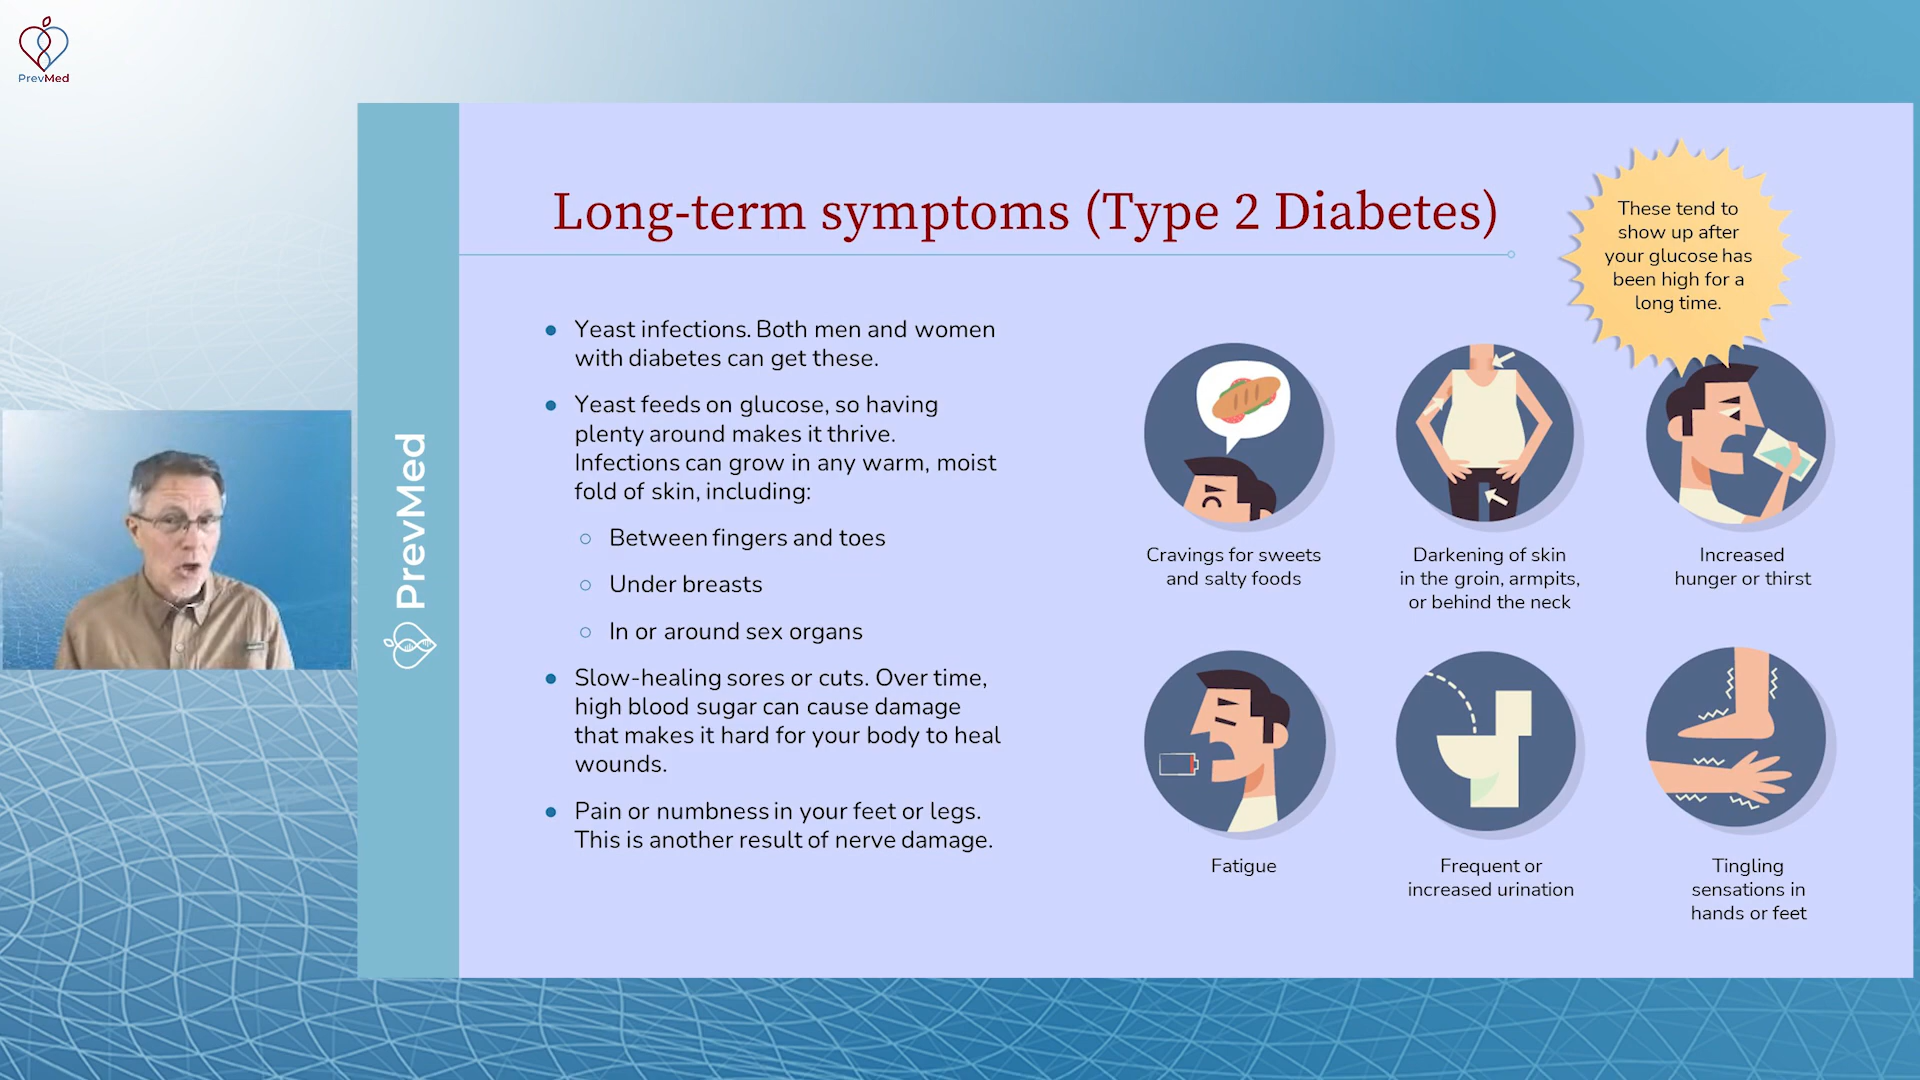 PrevMed
PrevMed
Long-term symptoms (Type 2 Diabetes)
These tend to
show up after
your glucose has
been high for a
long time.
Yeast infections. Both men and women
with diabetes can get these.
Yeast feeds on glucose, so having
plenty around makes it thrive.
Infections can grow in any warm, moist
fold of skin, including:
Between fingers and toes
Under breasts
In or around sex organs
Slow-healing sores or cuts. Over time,
high blood sugar can cause damage
that makes it hard for your body to heal
wounds.
Pain or numbness in your feet or legs.
This is another result of nerve damage.
Cravings for sweets
and salty foods
Darkening of skin
in the groin, armpits,
or behind the neck
Increased
hunger or thirst
Fatigue
Frequent or
increased urination
Tingling
sensations in
hands or feet